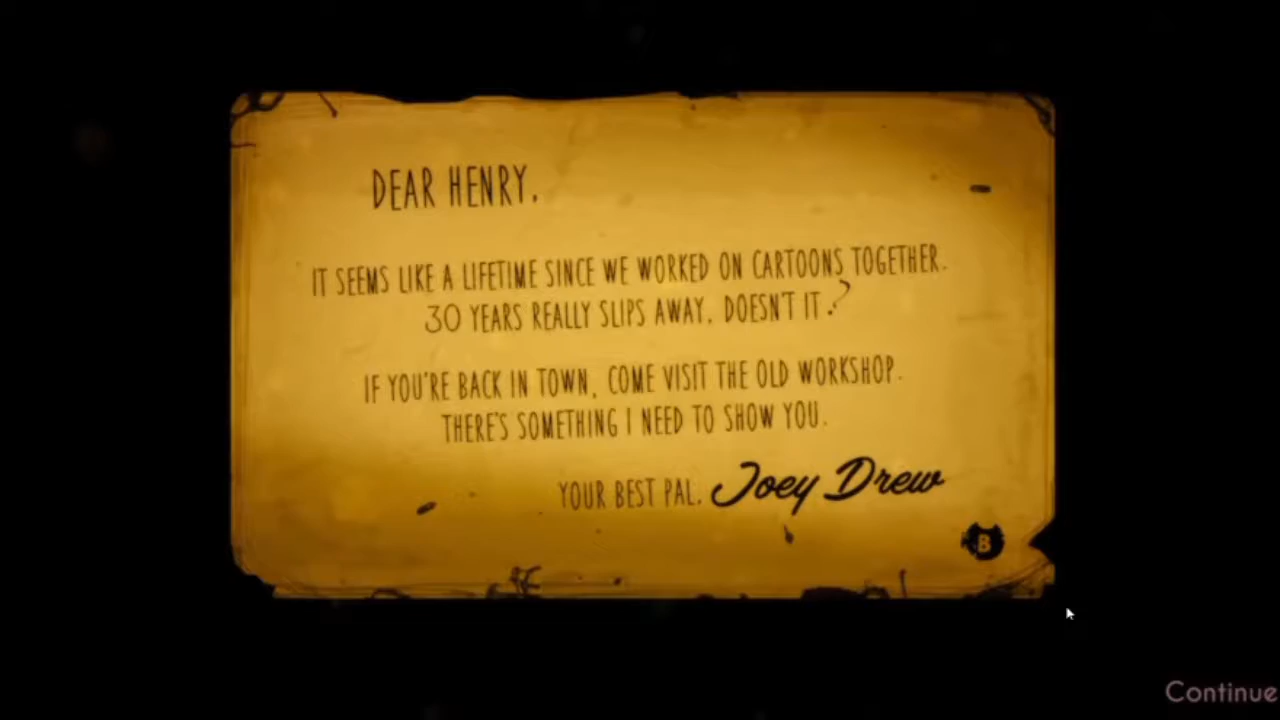 DEAR HENRY,
IT SEEMS LIKE A LIFETIME SINCE WE WORKED ON CARTOONS TOGETHER.
30 YEARS REALLY SLIPS AWAY, DOESN'T IT?
IF YOU'RE BACK IN TOWN, COME VISIT THE OLD WORKSHOP.
THERE'S SOMETHING I NEED TO SHOW YOU.
YOUR BEST PAL, Joey Drew
B
Continue